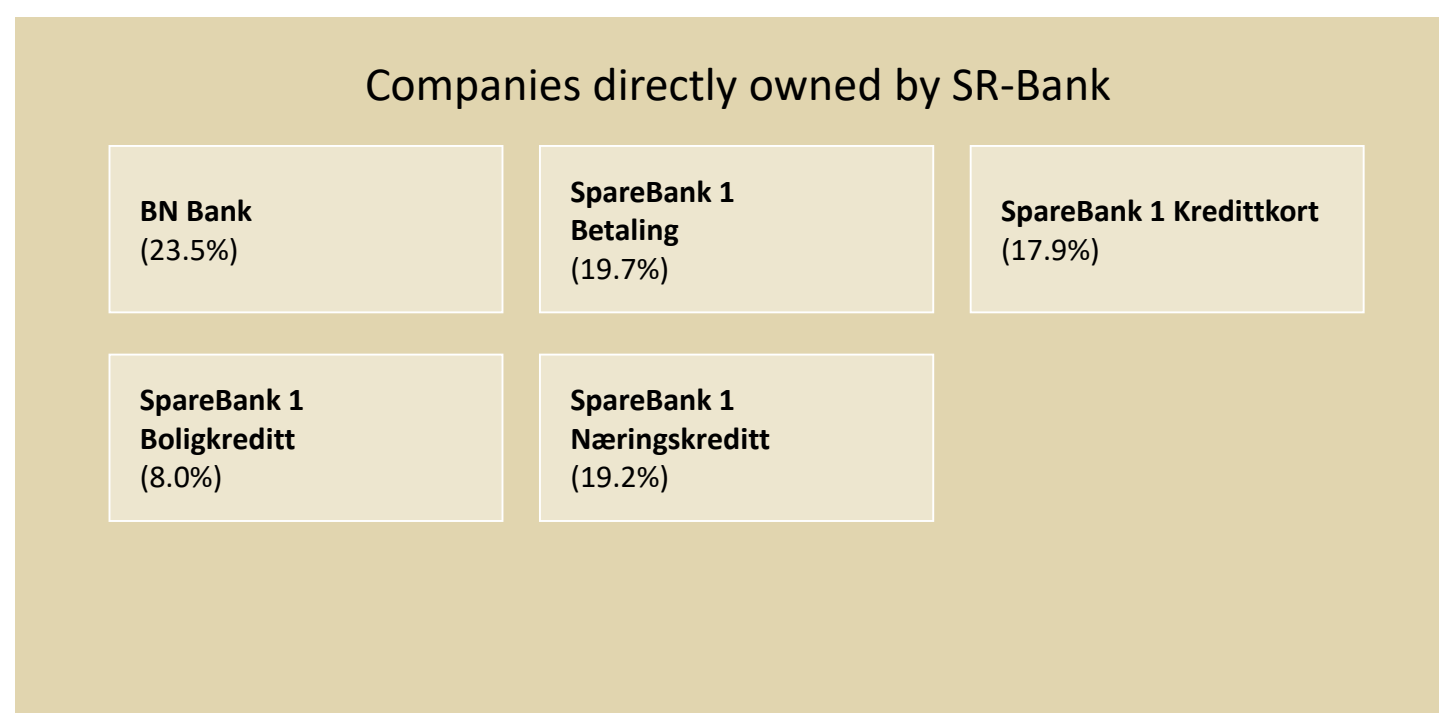 Companies directly owned by SR-Bank
BN Bank
(23.5%)
SpareBank 1
Betaling
(19.7%)
SpareBank 1 Kredittkort
(17.9%)
SpareBank 1
Boligkreditt
(8.0%)
SpareBank 1
Næringskreditt
(19.2%)